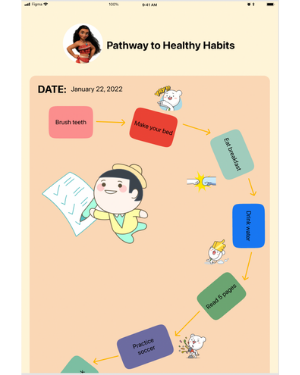 Figma
100%
9:41 AM
Pathway to Healthy Habits
DATE: January 22, 2022
Brush teeth
Make your bed
Eat breakfast
Drink water
Read 5 pages
Practice
soccer